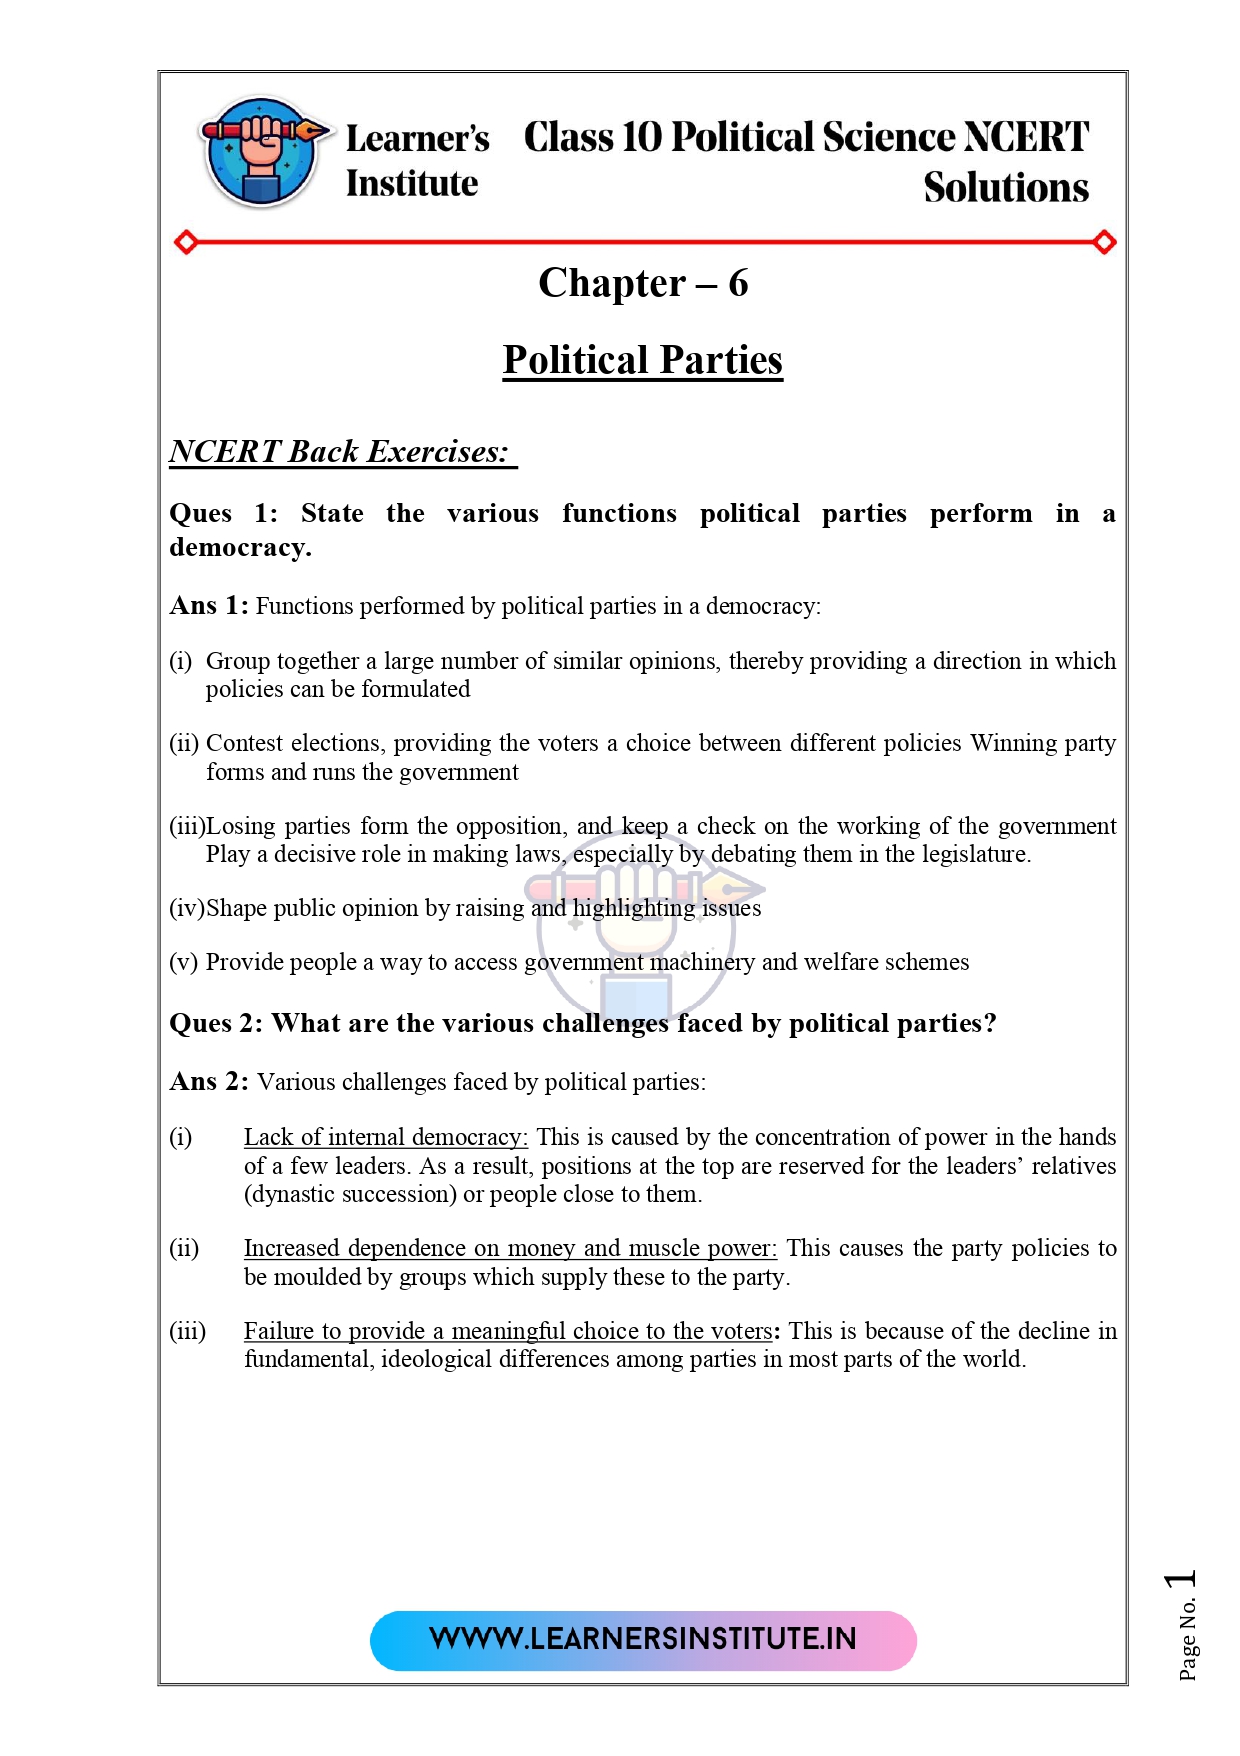 Learner's Institute
Class 10 Political Science NCERT
Solutions
Chapter – 6
Political Parties
NCERT Back Exercises:
Ques 1: State the various functions political parties perform in a
democracy.
Ans 1: Functions performed by political parties in a democracy:
(i) Group together a large number of similar opinions, thereby providing a direction in which
policies can be formulated
(ii) Contest elections, providing the voters a choice between different policies Winning party
forms and runs the government
(iii)Losing parties form the opposition, and keep a check on the working of the government
Play a decisive role in making laws, especially by debating them in the legislature.
(iv)Shape public opinion by raising and highlighting issues
(v) Provide people a way to access government machinery and welfare schemes
Ques 2: What are the various challenges faced by political parties?
Ans 2: Various challenges faced by political parties:
(i) Lack of internal democracy: This is caused by the concentration of power in the hands
of a few leaders. As a result, positions at the top are reserved for the leaders’ relatives
(dynastic succession) or people close to them.
(ii) Increased dependence on money and muscle power: This causes the party policies to
be moulded by groups which supply these to the party.
(iii) Failure to provide a meaningful choice to the voters: This is because of the decline in
fundamental, ideological differences among parties in most parts of the world.
WWW.LEARNERSINSTITUTE.IN
Page No. 1